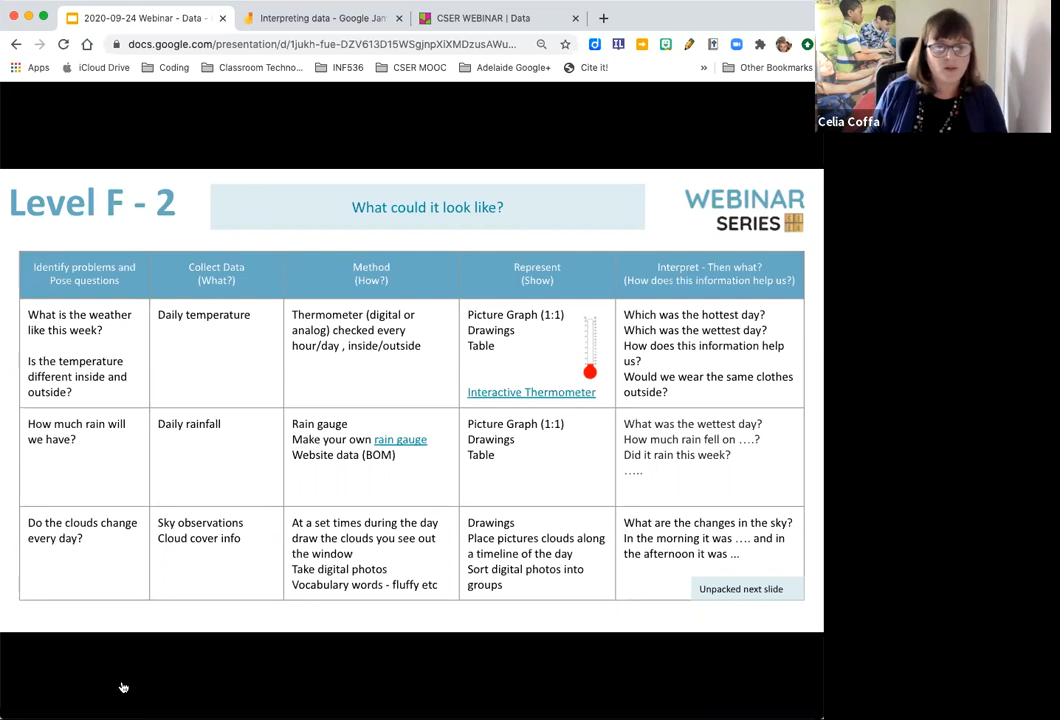 2020-09-24 Webinar - Data -
Interpreting data - Google Jam
CSER WEBINAR | Data
docs.google.com/presentation/d/1jukh-fue-DZV613D15WSgjnpXiXMDzusAWu...
Apps
iCloud Drive
Coding
Classroom Techno...
INF536
CSER MOOC
Adelaide Google+
Cite it!
»
Other Bookmarks
Celia Coffa
Level F - 2
What could it look like?
WEBINAR
SERIES
Identify problems and
Pose questions
Collect Data
(What?)
Method
(How?)
Represent
(Show)
Interpret - Then what?
(How does this information help us?)
What is the weather
like this week?
Is the temperature
different inside and
outside?
Daily temperature
Thermometer (digital or
analog) checked every
hour/day , inside/outside
Picture Graph (1:1)
Drawings
Table
Interactive Thermometer
Which was the hottest day?
Which was the wettest day?
How does this information help
us?
Would we wear the same clothes
outside?
How much rain will
we have?
Daily rainfall
Rain gauge
Make your own rain gauge
Website data (BOM)
Picture Graph (1:1)
Drawings
Table
What was the wettest day?
How much rain fell on ....?
Did it rain this week?
.....
Do the clouds change
every day?
Sky observations
Cloud cover info
At a set times during the day
draw the clouds you see out
the window
Take digital photos
Vocabulary words - fluffy etc
Drawings
Place pictures clouds along
a timeline of the day
Sort digital photos into
groups
What are the changes in the sky?
In the morning it was .... and in
the afternoon it was ...
Unpacked next slide